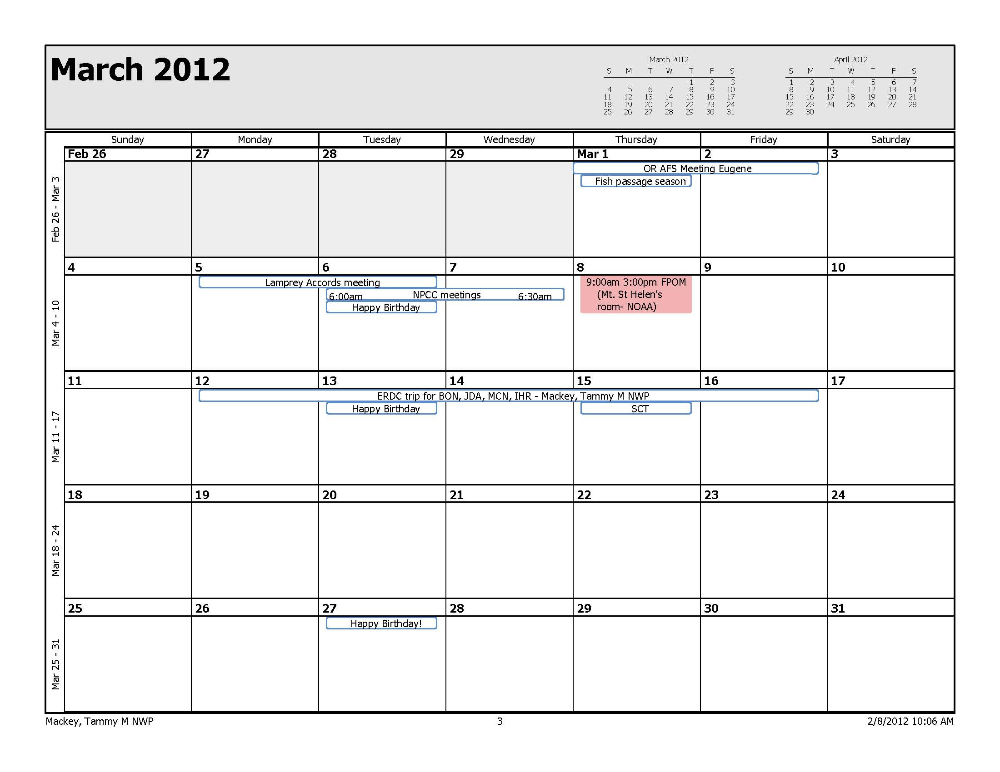 March 2012
March 2012
S M T W T F S
1 2 3
4 5 6 7 8 9 10
11 12 13 14 15 16 17
18 19 20 21 22 23 24
25 26 27 28 29 30 31
April 2012
S M T W T F S
1 2 3 4 5 6 7
8 9 10 11 12 13 14
15 16 17 18 19 20 21
22 23 24 25 26 27 28
29 30
Sunday Monday Tuesday Wednesday Thursday Friday Saturday
Feb 26 - Mar 3
Feb 26 27 28 29 Mar 1 2 3
OR AFS Meeting Eugene
Fish passage season
Mar 4 - 10
4 5 6 7 8 9 10
Lamprey Accords meeting
6:00am NPCC meetings 6:30am
Happy Birthday
9:00am 3:00pm FPOM
(Mt. St Helen's
room- NOAA)
Mar 11 - 17
11 12 13 14 15 16 17
ERDC trip for BON, JDA, MCN, IHR - Mackey, Tammy M NWP
Happy Birthday SCT
Mar 18 - 24
18 19 20 21 22 23 24
Mar 25 - 31
25 26 27 28 29 30 31
Happy Birthday!
Mackey, Tammy M NWP 3 2/8/2012 10:06 AM